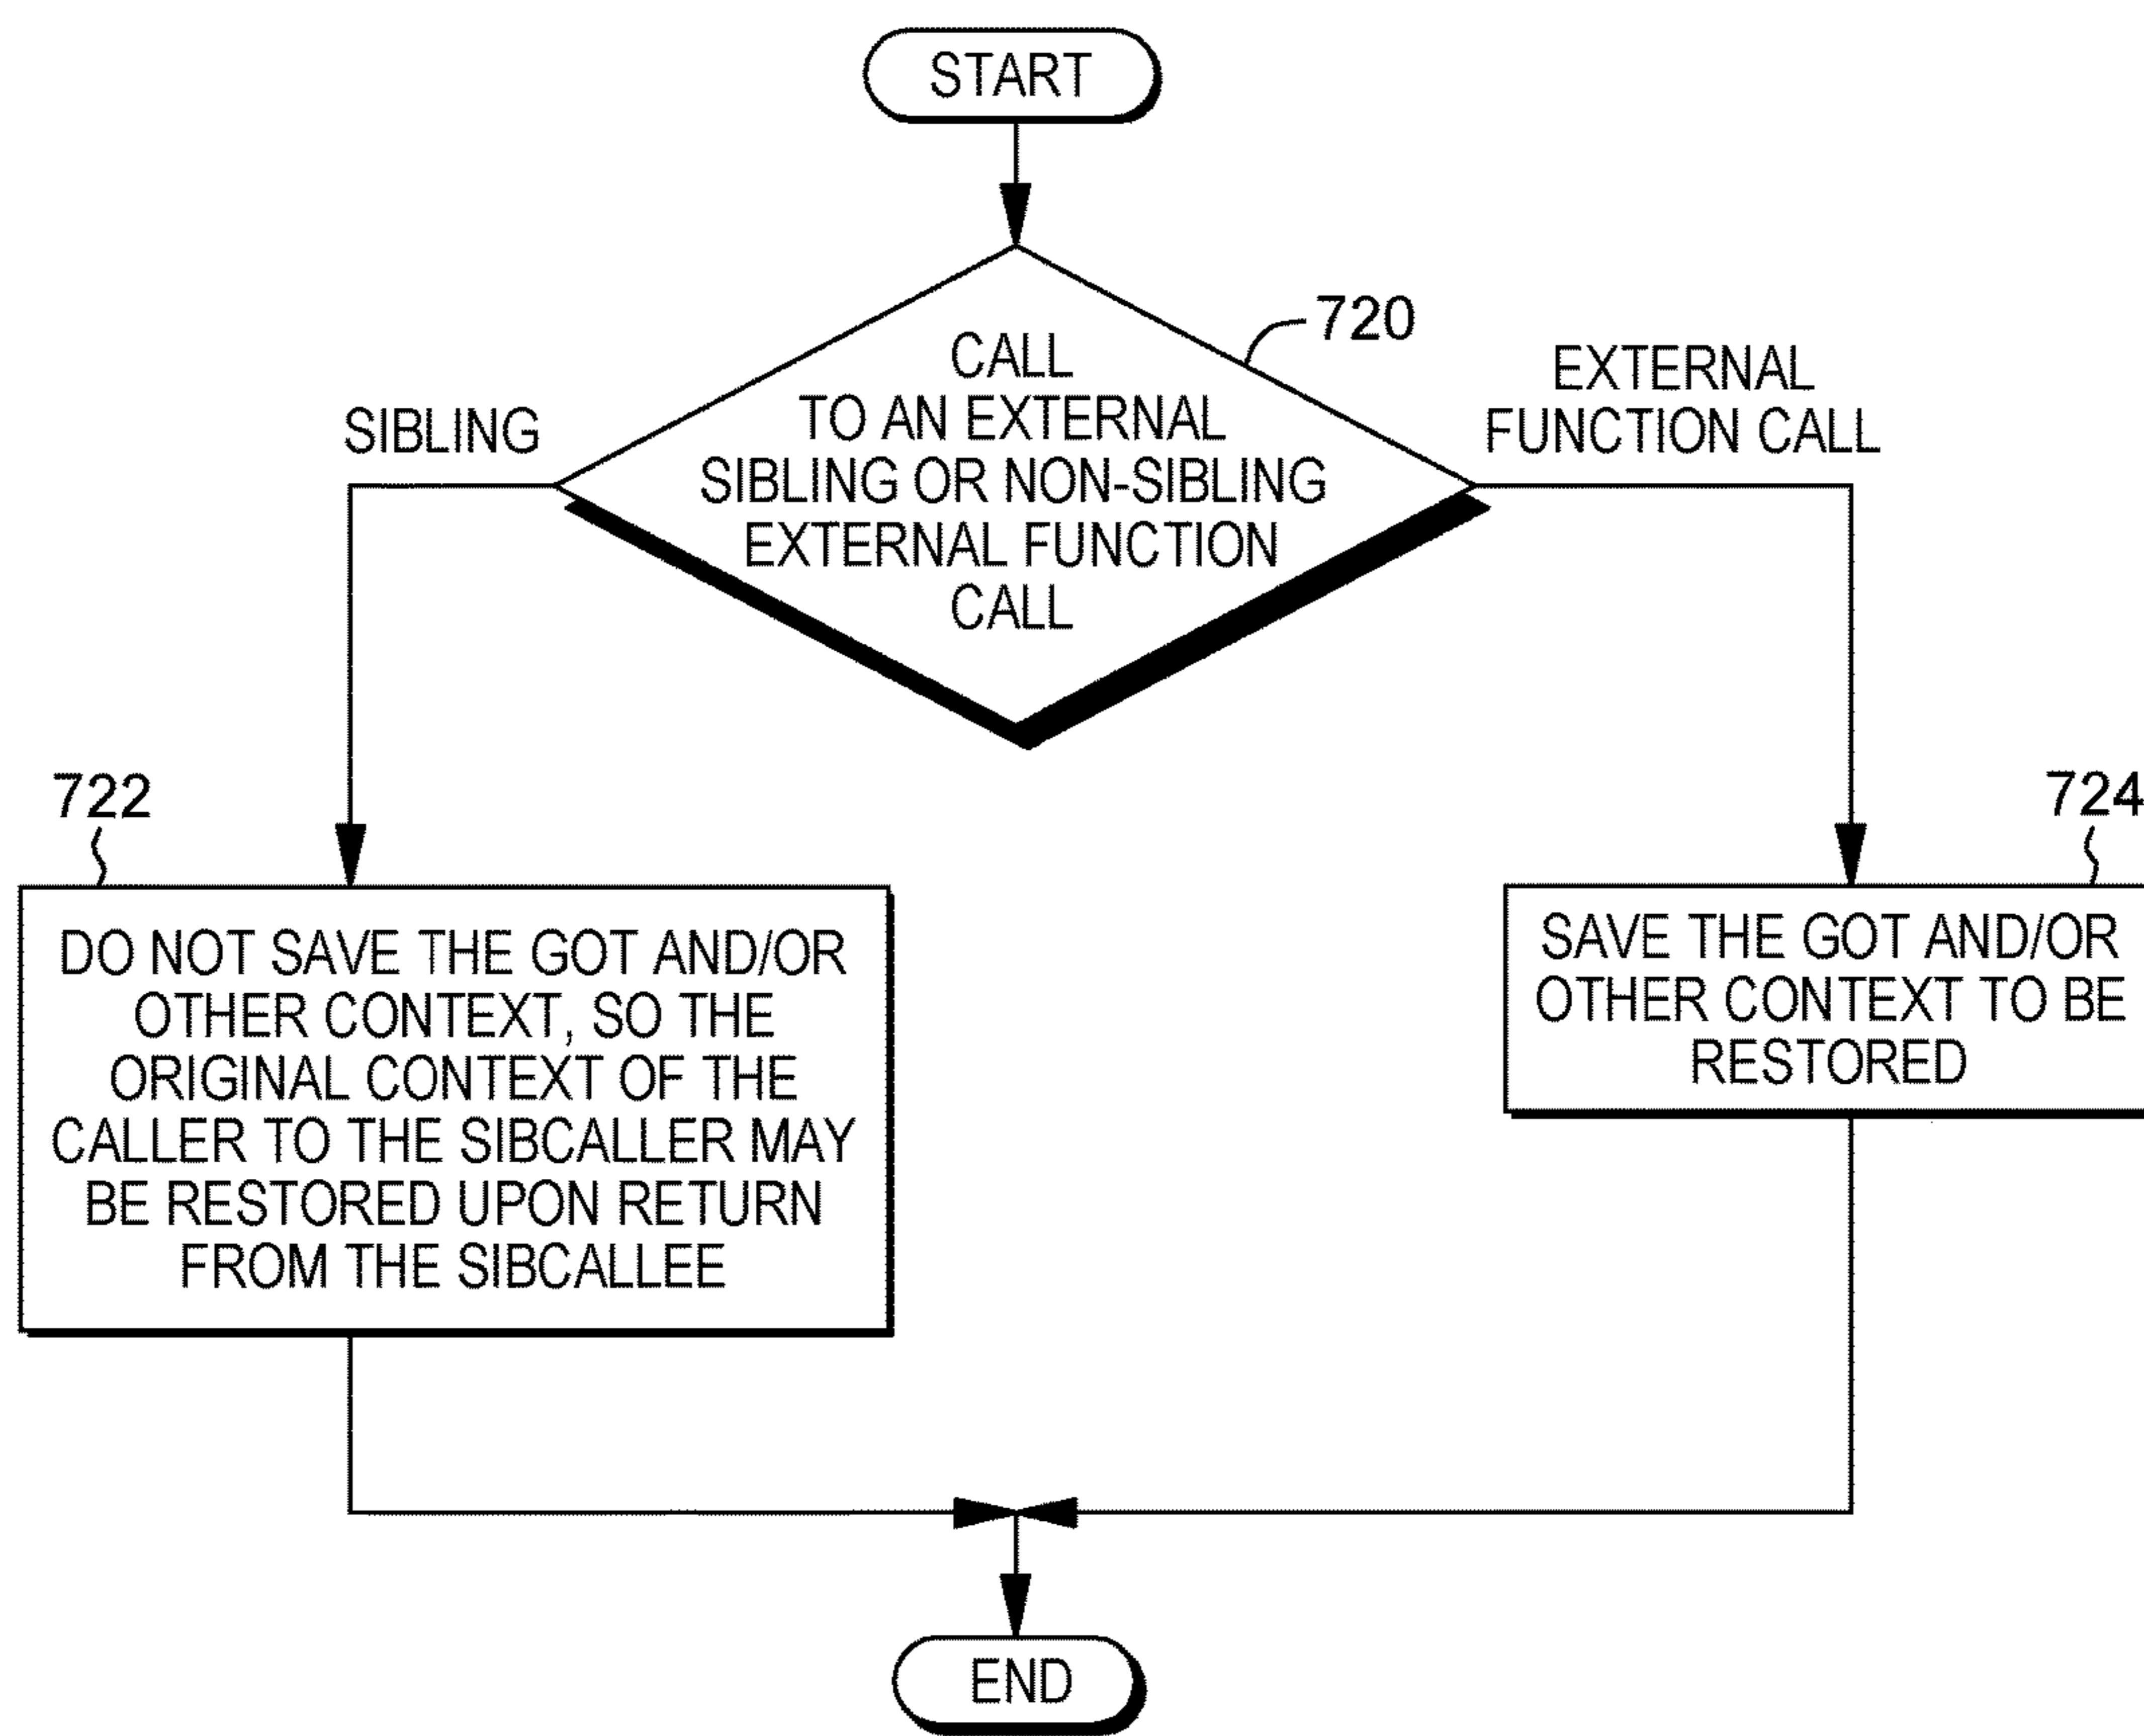 START
720
CALL
TO AN EXTERNAL
SIBLING OR NON-SIBLING
EXTERNAL FUNCTION
CALL
SIBLING
EXTERNAL
FUNCTION CALL
722
DO NOT SAVE THE GOT AND/OR
OTHER CONTEXT, SO THE
ORIGINAL CONTEXT OF THE
CALLER TO THE SIBCALLER MAY
BE RESTORED UPON RETURN
FROM THE SIBCALLEE
724
SAVE THE GOT AND/OR
OTHER CONTEXT TO BE
RESTORED
END